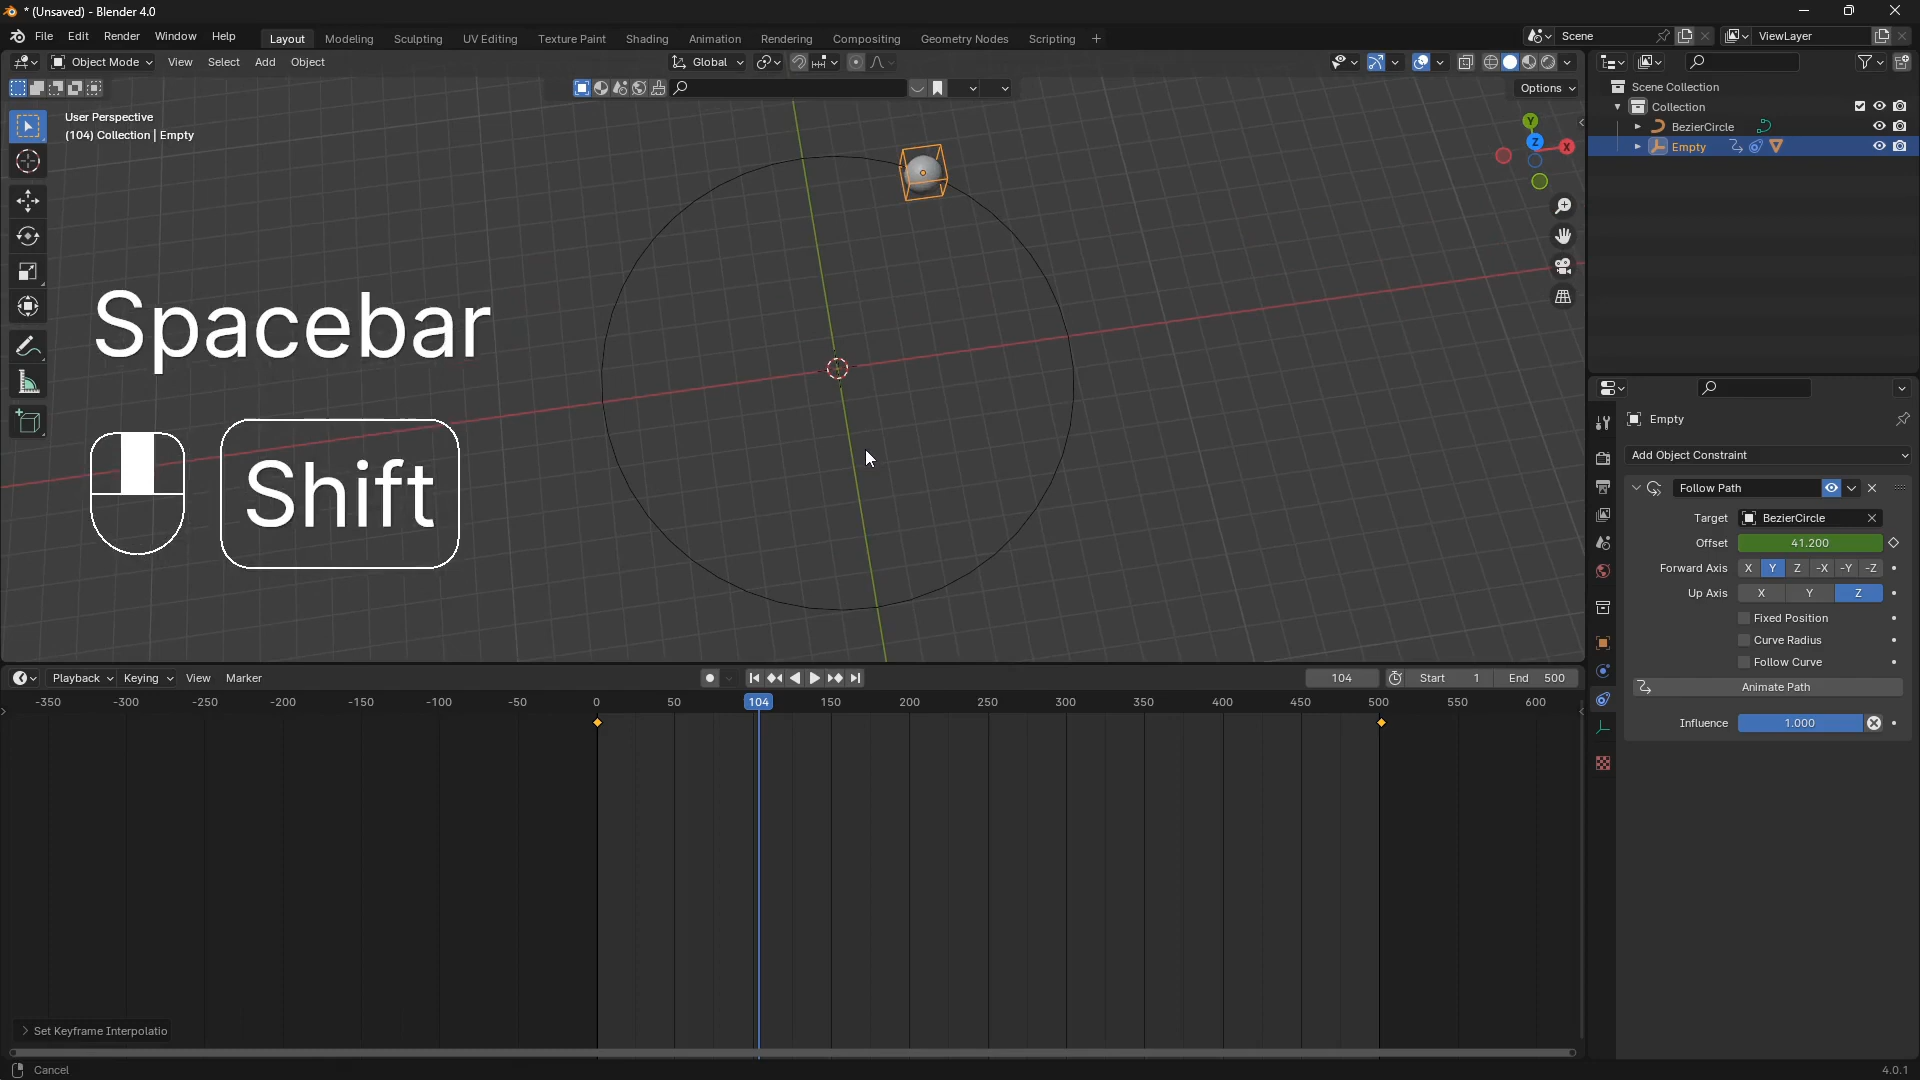 * (Unsaved) - Blender 4.0
File Edit Render Window Help Layout Modeling Sculpting UV Editing Texture Paint Shading Animation Rendering Compositing Geometry Nodes Scripting + Scene ViewLayer
Object Mode View Select Add Object Global
Options
User Perspective
(104) Collection | Empty
Y
Z
X
Scene Collection
Collection
BezierCircle
Empty
Spacebar
Shift
Empty
Add Object Constraint
Follow Path
Target BezierCircle
Offset 41.200
Forward Axis X Y Z -X -Y -Z
Up Axis X Y Z
Fixed Position
Curve Radius
Follow Curve
Animate Path
Influence 1.000
Playback Keying View Marker 104 Start 1 End 500
-350 -300 -250 -200 -150 -100 -50 0 50 104 150 200 250 300 350 400 450 500 550 600
Set Keyframe Interpolatio
Cancel 4.0.1